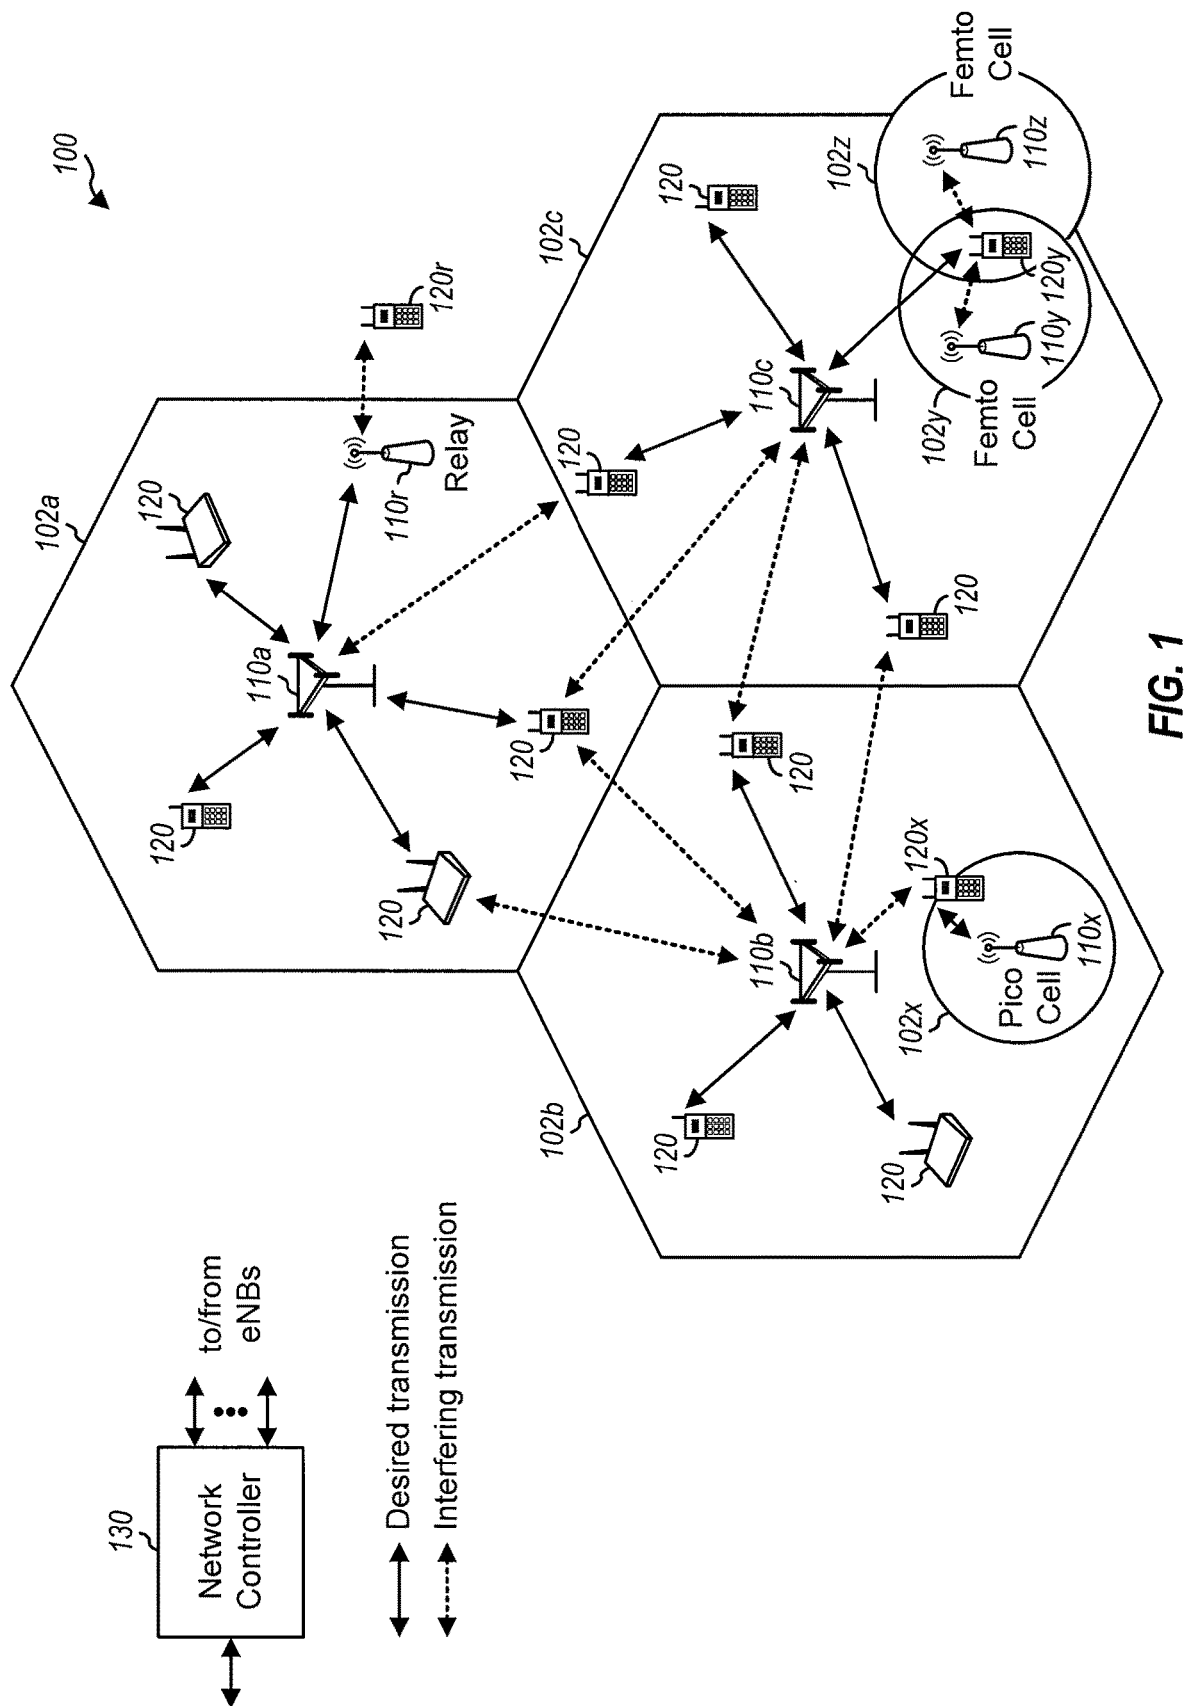 100
130
Network
Controller
to/from
eNBs
Desired transmission
Interfering transmission
102a
120
120
110a
120
120
110r
Relay
120r
102b
120
110b
120
120
102x
Pico
Cell
110x
120x
102c
120
120
110c
120
102y
Femto
Cell
110y
120y
102z
Femto
Cell
110z
FIG. 1